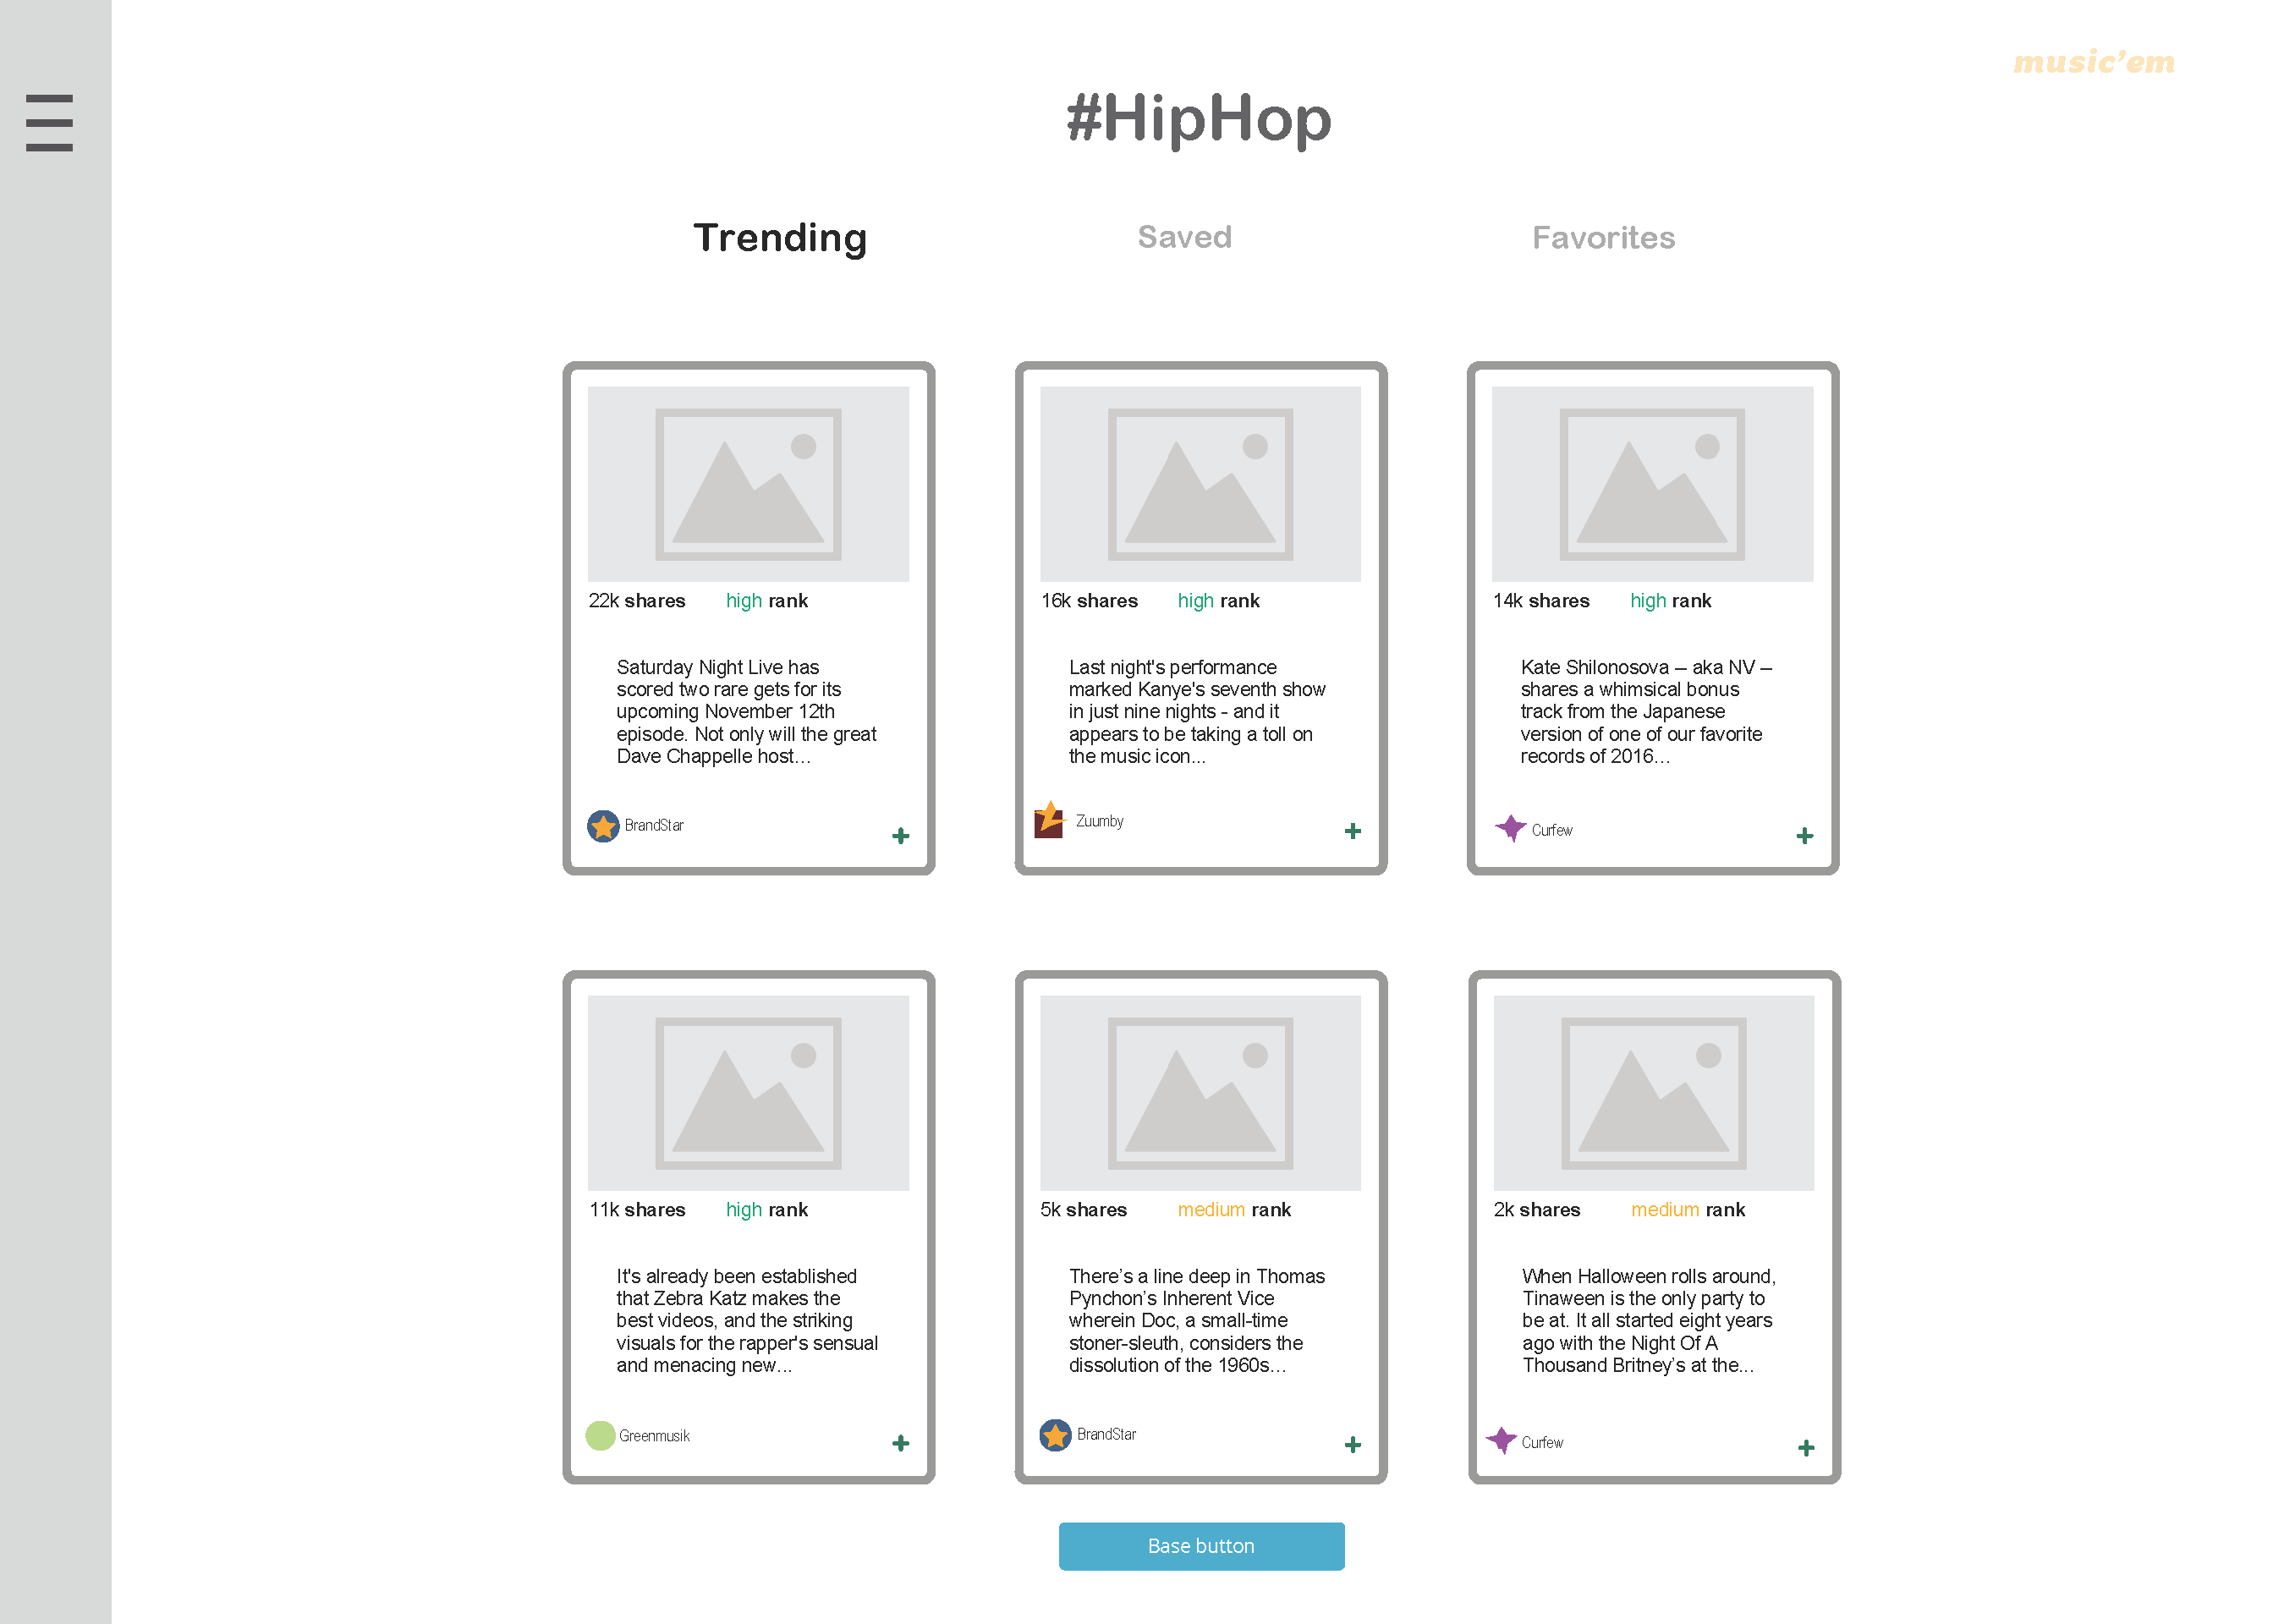 music’em
#HipHop
Trending
Saved
Favorites
22k shares high rank
Saturday Night Live has
scored two rare gets for its
upcoming November 12th
episode. Not only will the great
Dave Chappelle host...
BrandStar
16k shares high rank
Last night's performance
marked Kanye's seventh show
in just nine nights - and it
appears to be taking a toll on
the music icon...
Zuumby
14k shares high rank
Kate Shilonosova – aka NV –
shares a whimsical bonus
track from the Japanese
version of one of our favorite
records of 2016...
Curfew
11k shares high rank
It's already been established
that Zebra Katz makes the
best videos, and the striking
visuals for the rapper's sensual
and menacing new...
Greenmusik
5k shares medium rank
There’s a line deep in Thomas
Pynchon’s Inherent Vice
wherein Doc, a small-time
stoner-sleuth, considers the
dissolution of the 1960s...
BrandStar
2k shares medium rank
When Halloween rolls around,
Tinaween is the only party to
be at. It all started eight years
ago with the Night Of A
Thousand Britney’s at the...
Curfew
Base button